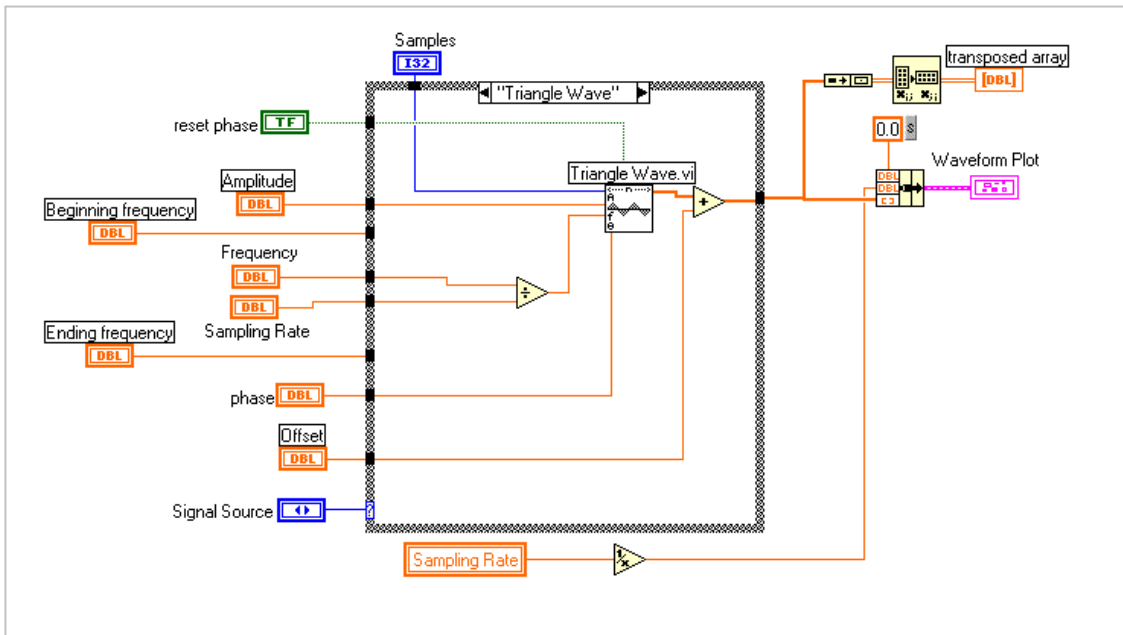 Samples
I32
"Triangle Wave"
transposed array
[DBL]
reset phase
TF
0.0
s
Triangle Wave.vi
Waveform Plot
n
A
f
θ
+
DBL
DBL
Amplitude
DBL
Beginning frequency
DBL
Frequency
DBL
÷
DBL
Sampling Rate
Ending frequency
DBL
phase
DBL
Offset
DBL
Signal Source
?
Sampling Rate
1/x